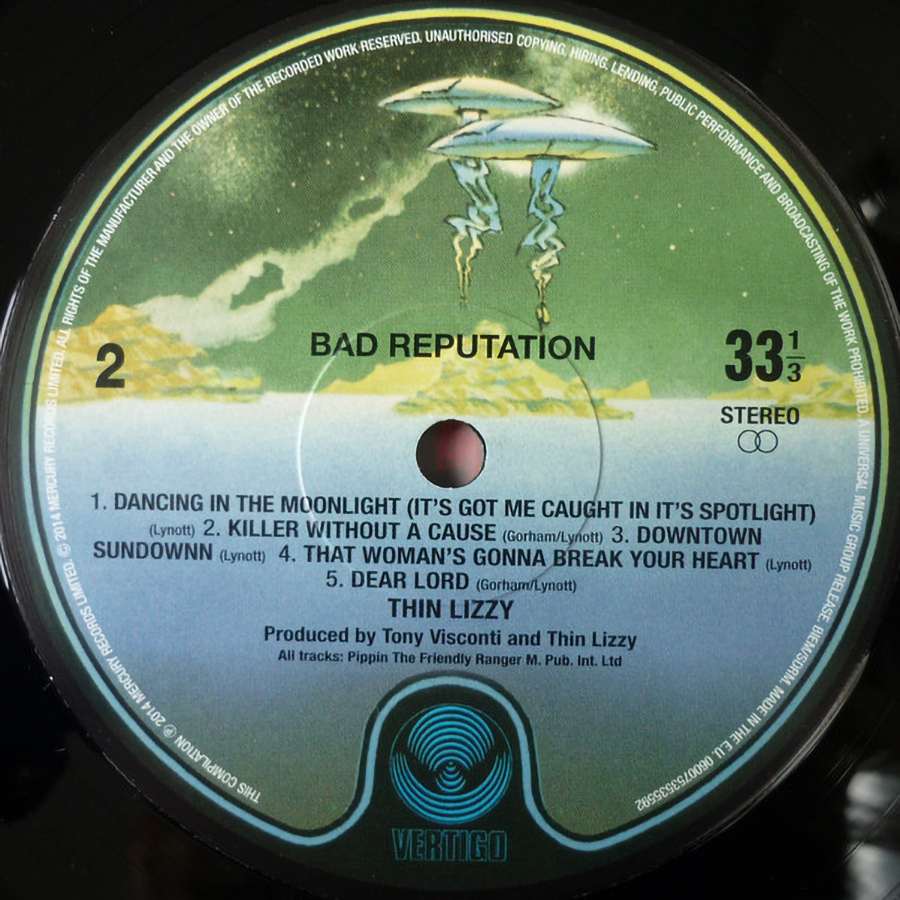 THIS COMPILATION ℗ 2014 MERCURY RECORDS LIMITED. © 2014 MERCURY RECORDS LIMITED. ALL RIGHTS OF THE MANUFACTURER AND THE OWNER OF THE RECORDED WORK RESERVED. UNAUTHORISED COPYING, HIRING, LENDING, PUBLIC PERFORMANCE AND BROADCASTING OF THE WORK PROHIBITED. A UNIVERSAL MUSIC GROUP RELEASE. BIEM/SDRM. MADE IN THE E.U. 0600753535592
BAD REPUTATION
2
33 1/3
STEREO
1. DANCING IN THE MOONLIGHT (IT'S GOT ME CAUGHT IN IT'S SPOTLIGHT)
(Lynott) 2. KILLER WITHOUT A CAUSE (Gorham/Lynott) 3. DOWNTOWN
SUNDOWNN (Lynott) 4. THAT WOMAN'S GONNA BREAK YOUR HEART (Lynott)
5. DEAR LORD (Gorham/Lynott)
THIN LIZZY
Produced by Tony Visconti and Thin Lizzy
All tracks: Pippin The Friendly Ranger M. Pub. Int. Ltd
VERTIGO